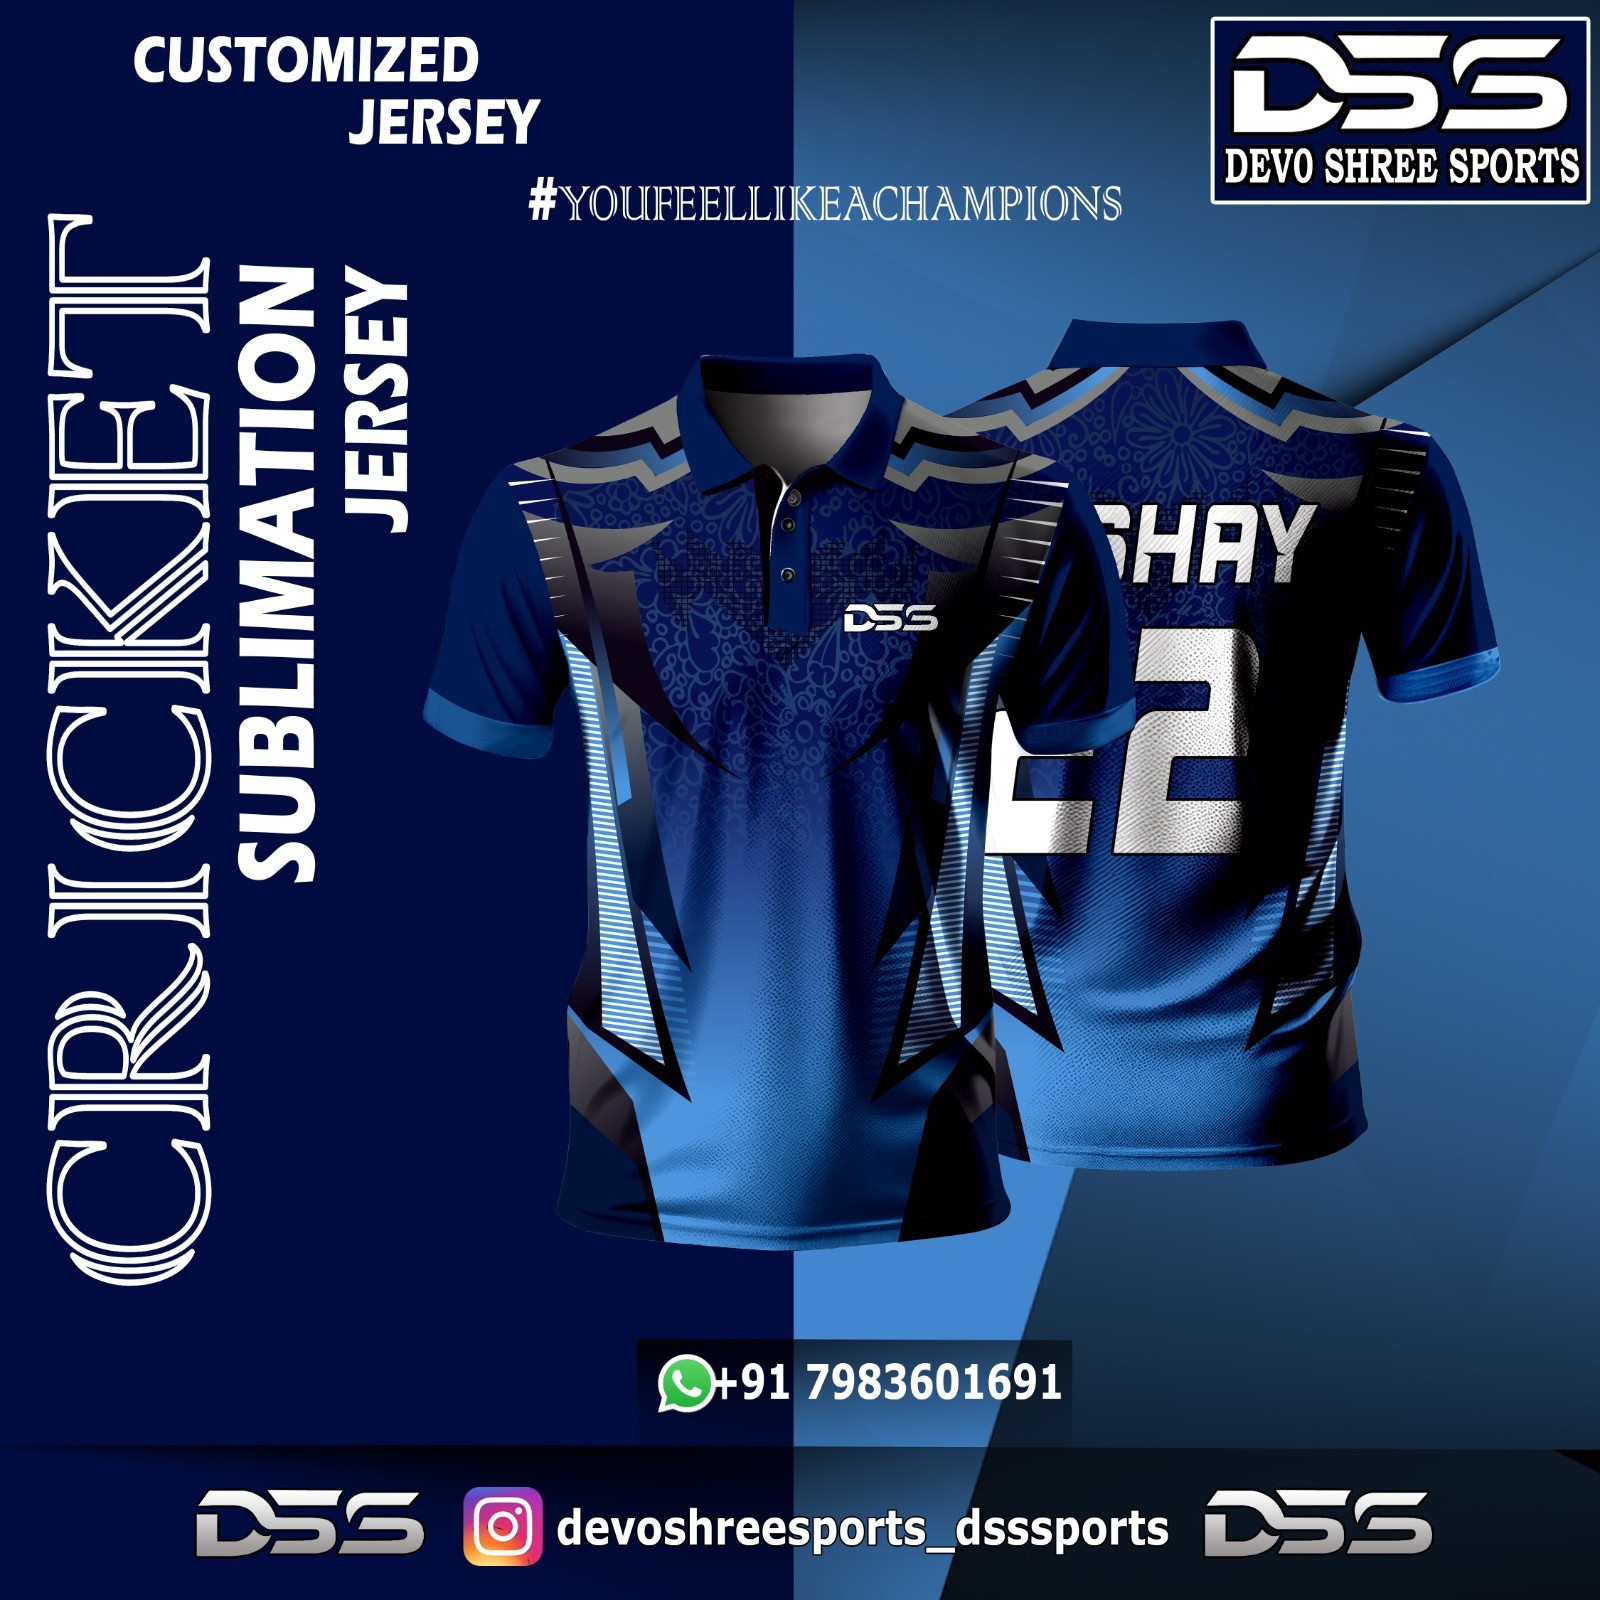 CUSTOMIZED
JERSEY
DSS
DEVO SHREE SPORTS
#YOUFEELLIKEACHAMPIONS
CRICKET
SUBLIMATION
JERSEY
DSS
SHAY
22
+91 7983601691
DSS
devoshreesports_dsssports
DSS